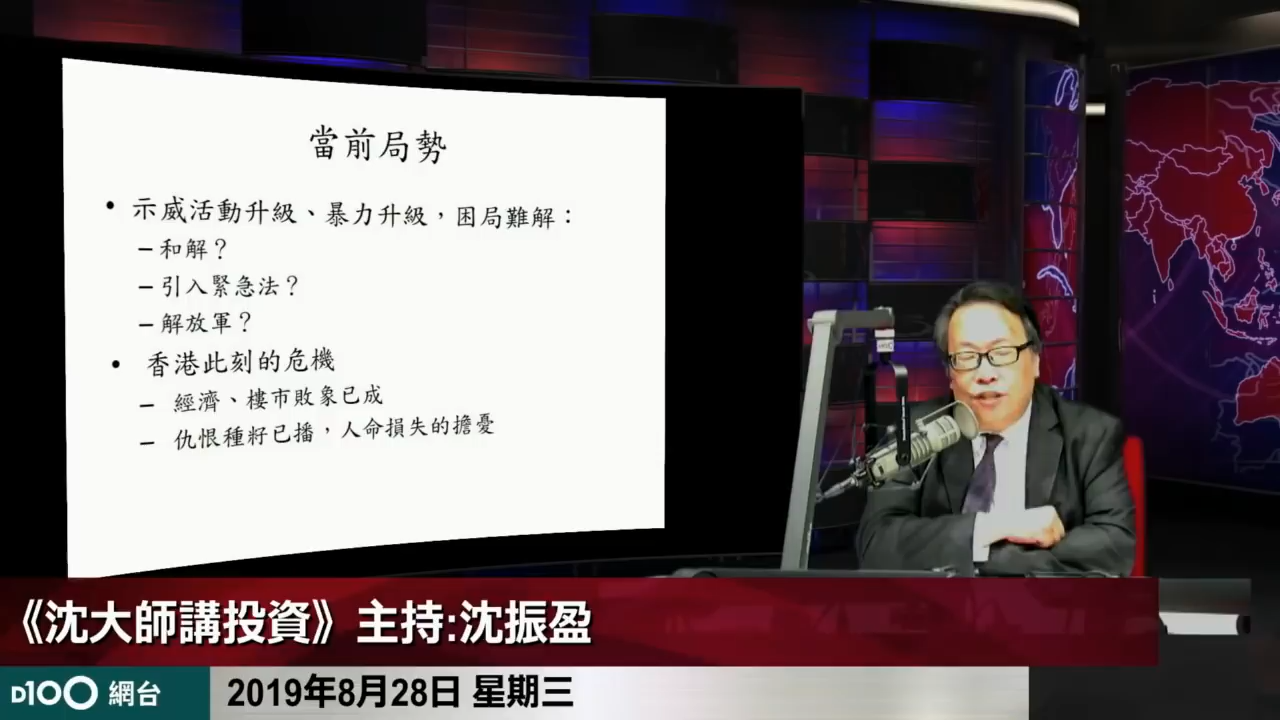 當前局勢
• 示威活動升級、暴力升級，困局難解：
– 和解？
– 引入緊急法？
– 解放軍？
• 香港此刻的危機
– 經濟、樓市敗象已成
– 仇恨種籽已播，人命損失的擔憂
《沈大師講投資》主持:沈振盈
D100 網台
2019年8月28日 星期三